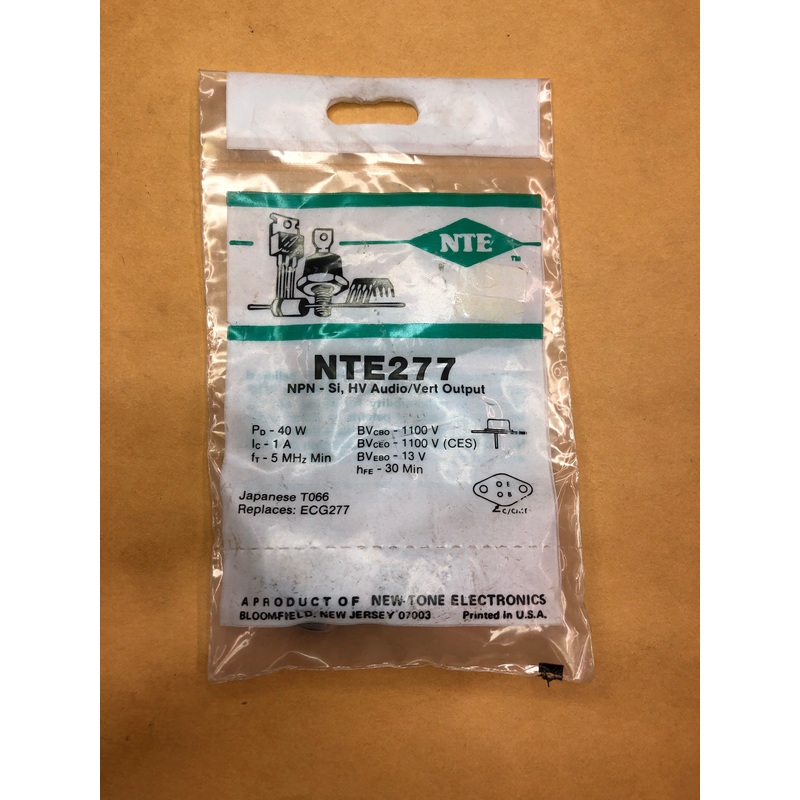 NTE
TM
NTE277
NPN - Si, HV Audio/Vert Output
PD - 40 W
IC - 1 A
fT - 5 MHz Min
BVCBO - 1100 V
BVCEO - 1100 V (CES)
BVEBO - 13 V
hFE - 30 Min
E
B
C/CASE
Japanese T066
Replaces: ECG277
A PRODUCT OF NEW-TONE ELECTRONICS
BLOOMFIELD, NEW JERSEY 07003 Printed In U.S.A.